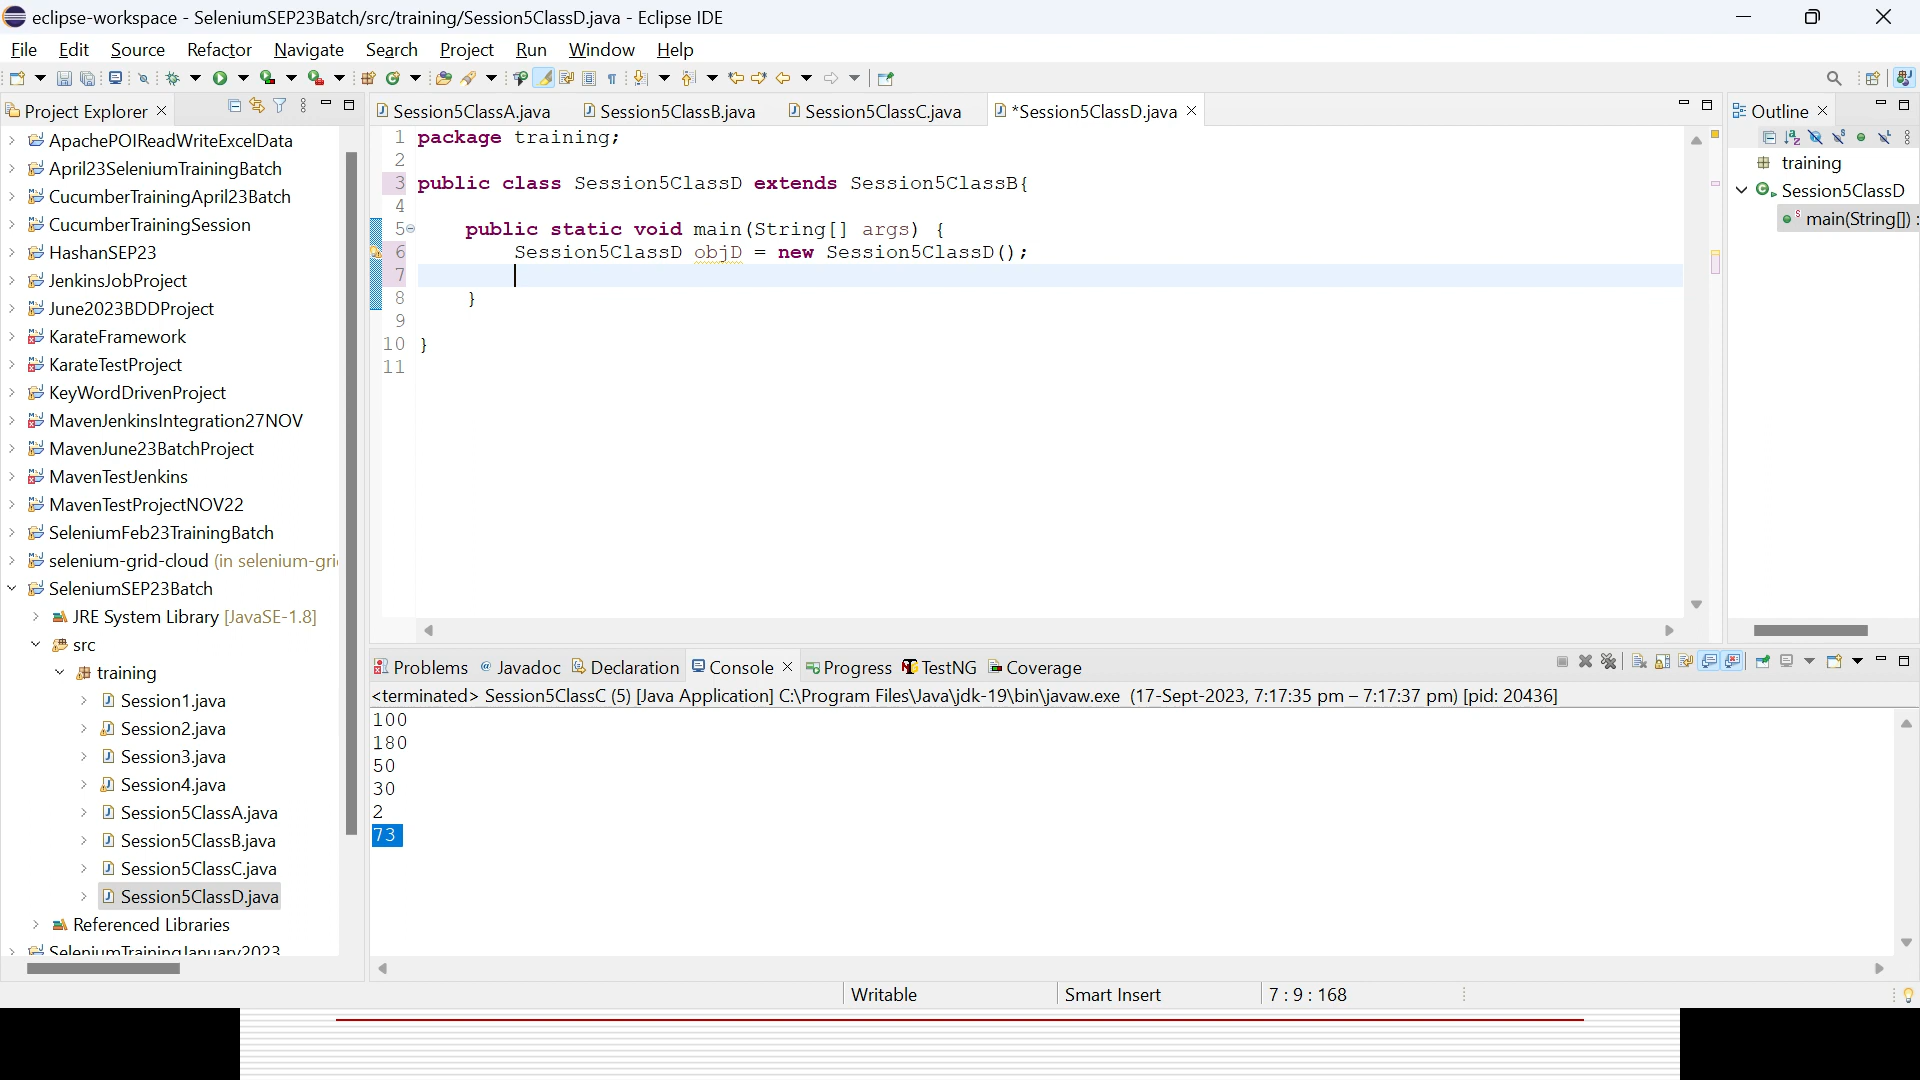 eclipse-workspace - SeleniumSEP23Batch/src/training/Session5ClassD.java - Eclipse IDE
File Edit Source Refactor Navigate Search Project Run Window Help
Project Explorer
ApachePOIReadWriteExcelData
April23SeleniumTrainingBatch
CucumberTrainingApril23Batch
CucumberTrainingSession
HashanSEP23
JenkinsJobProject
June2023BDDProject
KarateFramework
KarateTestProject
KeyWordDrivenProject
MavenJenkinsIntegration27NOV
MavenJune23BatchProject
MavenTestJenkins
MavenTestProjectNOV22
SeleniumFeb23TrainingBatch
selenium-grid-cloud (in selenium-gri
SeleniumSEP23Batch
JRE System Library [JavaSE-1.8]
src
training
Session1.java
Session2.java
Session3.java
Session4.java
Session5ClassA.java
Session5ClassB.java
Session5ClassC.java
Session5ClassD.java
Referenced Libraries
SeleniumTrainingJanuary2023
Session5ClassA.java Session5ClassB.java Session5ClassC.java *Session5ClassD.java
1 package training;
2
3 public class Session5ClassD extends Session5ClassB{
4
5 public static void main(String[] args) {
6 Session5ClassD objD = new Session5ClassD();
7
8 }
9
10 }
11
Outline
training
Session5ClassD
main(String[]) :
Problems Javadoc Declaration Console Progress TestNG Coverage
<terminated> Session5ClassC (5) [Java Application] C:\Program Files\Java\jdk-19\bin\javaw.exe (17-Sept-2023, 7:17:35 pm – 7:17:37 pm) [pid: 20436]
100
180
50
30
2
73
Writable Smart Insert 7 : 9 : 168